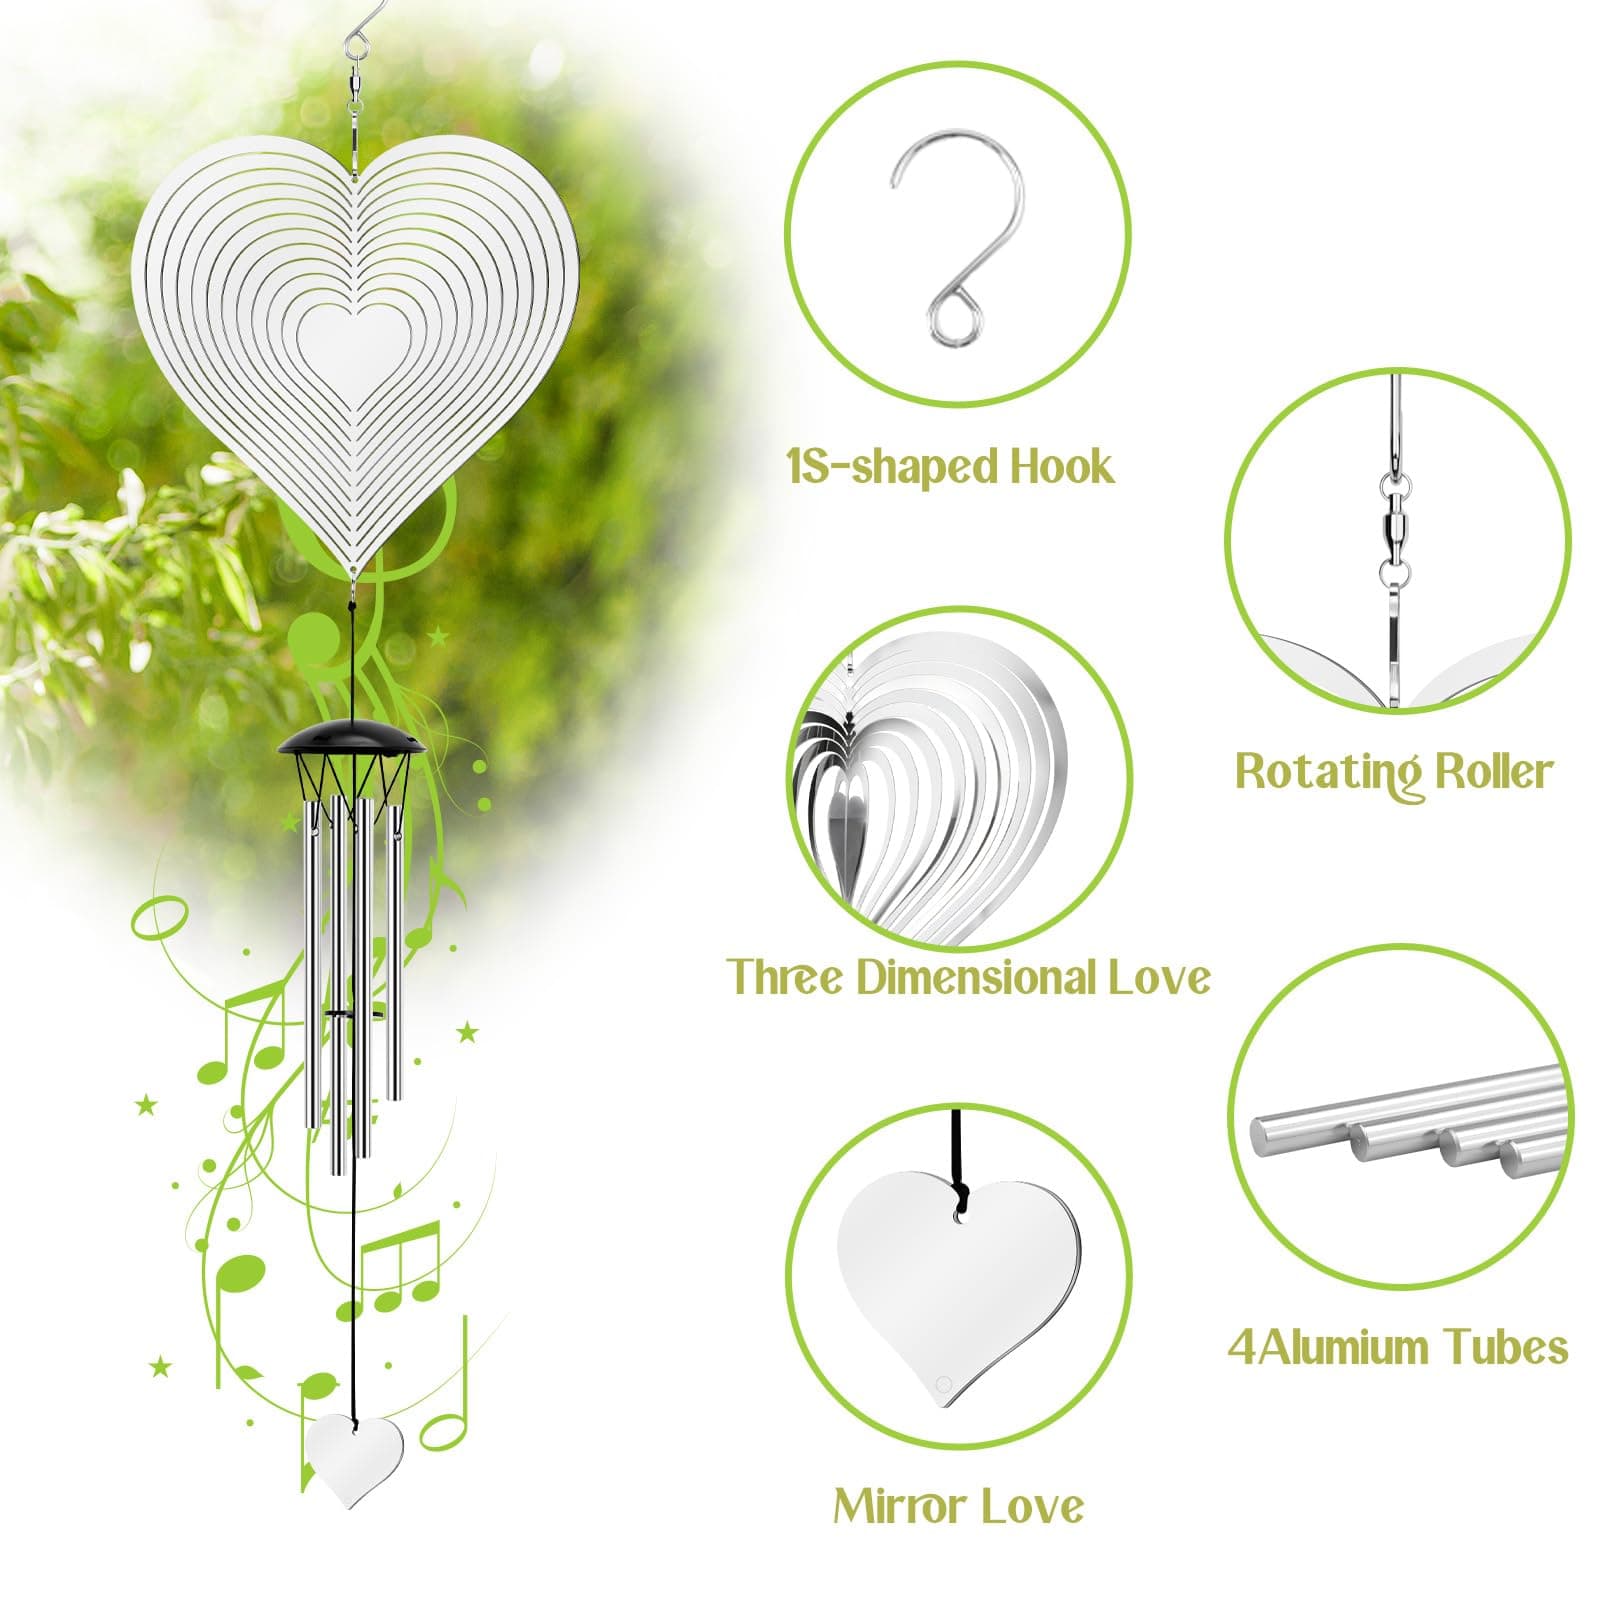 1S-shaped Hook
Rotating Roller
Three Dimensional Love
4Alumium Tubes
Mirror Love